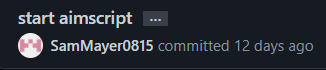 start aimscript ...
SamMayer0815 committed 12 days ago